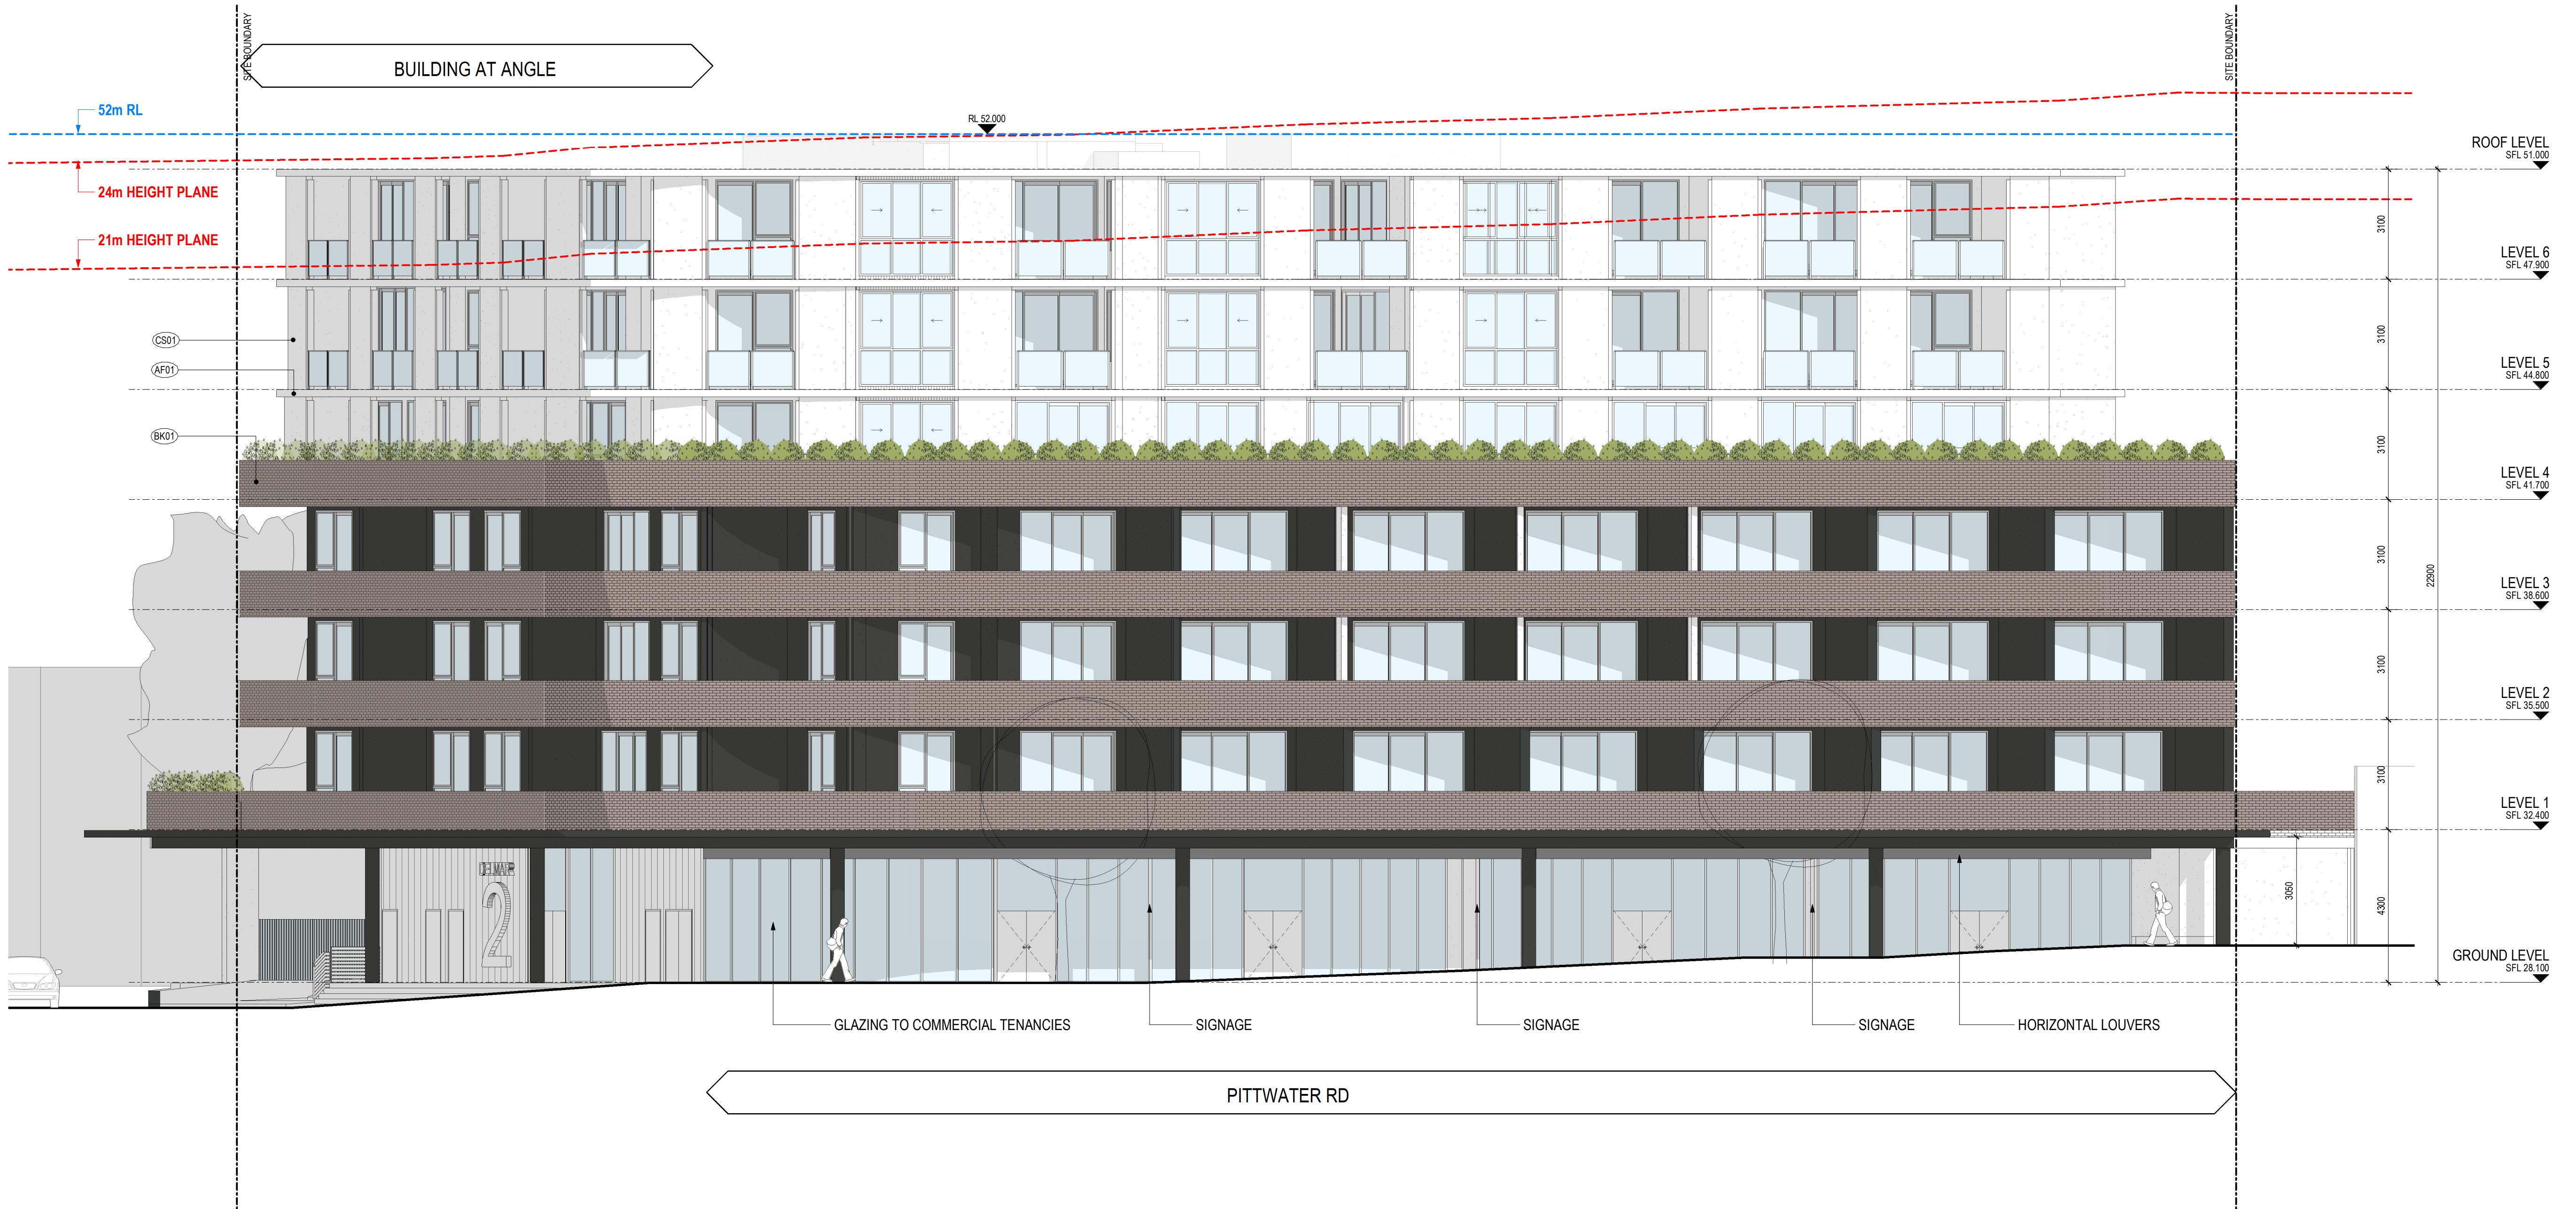 SITE BOUNDARY
SITE BOUNDARY
BUILDING AT ANGLE
52m RL
RL 52.000
24m HEIGHT PLANE
21m HEIGHT PLANE
ROOF LEVEL
SFL 51.000
3100
LEVEL 6
SFL 47.900
3100
CS01
AF01
LEVEL 5
SFL 44.800
3100
BK01
LEVEL 4
SFL 41.700
3100
22900
LEVEL 3
SFL 38.600
3100
LEVEL 2
SFL 35.500
3100
LEVEL 1
SFL 32.400
DELMAR
2
3050
4300
GROUND LEVEL
SFL 28.100
GLAZING TO COMMERCIAL TENANCIES
SIGNAGE
SIGNAGE
SIGNAGE
HORIZONTAL LOUVERS
PITTWATER RD